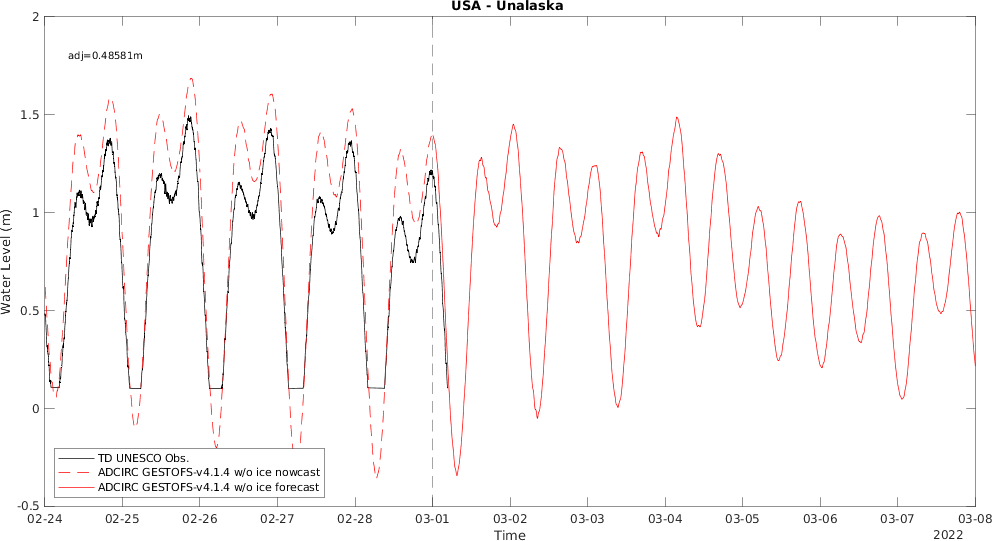 USA - Unalaska
2
adj=0.48581m
1.5
1
0.5
0
-0.5
Water Level (m)
TD UNESCO Obs.
ADCIRC GESTOFS-v4.1.4 w/o ice nowcast
ADCIRC GESTOFS-v4.1.4 w/o ice forecast
02-24 02-25 02-26 02-27 02-28 03-01 03-02 03-03 03-04 03-05 03-06 03-07 03-08
Time
2022